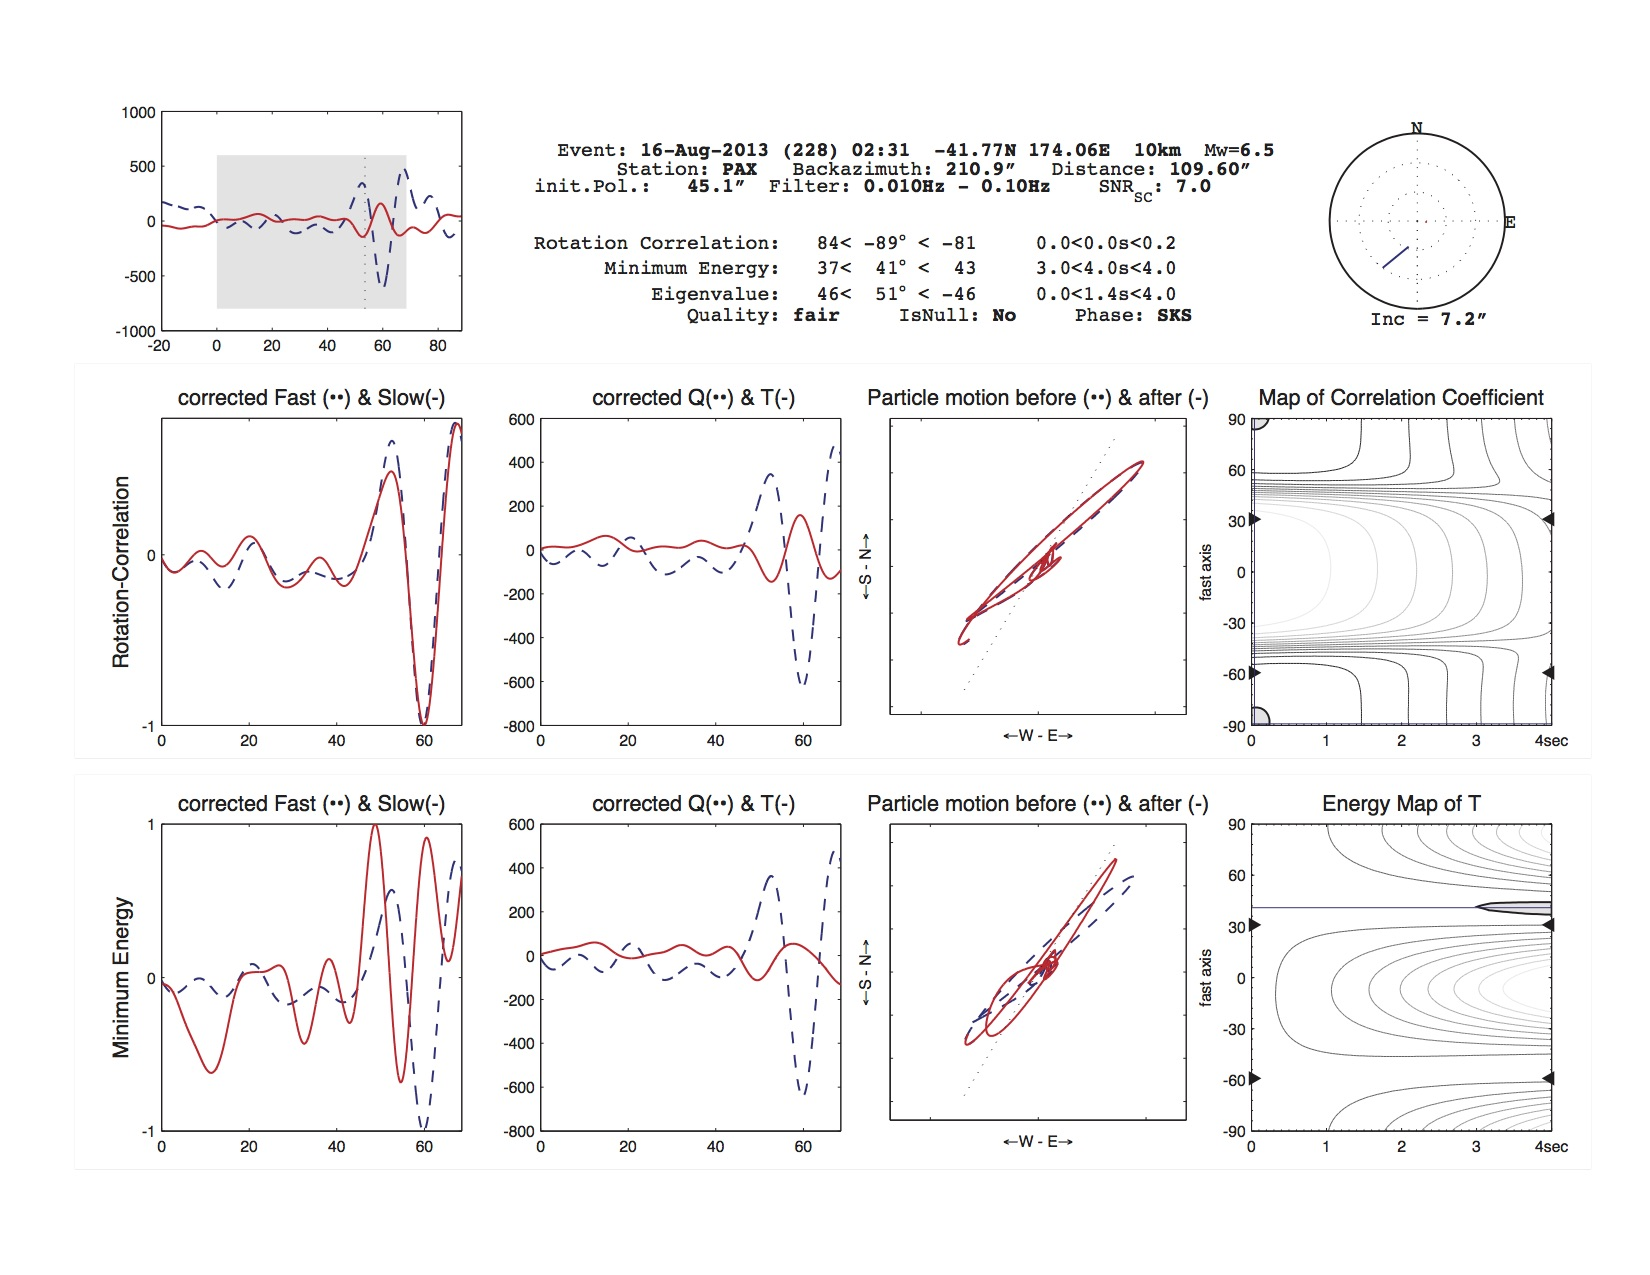 1000
500
0
-500
-1000
-20 0 20 40 60 80
Event: 16-Aug-2013 (228) 02:31 -41.77N 174.06E 10km Mw=6.5
Station: PAX Backazimuth: 210.9″ Distance: 109.60″
init.Pol.: 45.1″ Filter: 0.010Hz - 0.10Hz SNRSC: 7.0
Rotation Correlation: 84< -89° < -81 0.0<0.0s<0.2
Minimum Energy: 37< 41° < 43 3.0<4.0s<4.0
Eigenvalue: 46< 51° < -46 0.0<1.4s<4.0
Quality: fair IsNull: No Phase: SKS
N
E
Inc = 7.2″
Rotation-Correlation
corrected Fast (••) & Slow(-)
0
-1
0 20 40 60
corrected Q(••) & T(-)
600
400
200
0
-200
-400
-600
-800
0 20 40 60
Particle motion before (••) & after (-)
←S - N→
←W - E→
Map of Correlation Coefficient
fast axis
90
60
30
0
-30
-60
-90
0 1 2 3 4sec
Minimum Energy
corrected Fast (••) & Slow(-)
1
0
-1
0 20 40 60
corrected Q(••) & T(-)
600
400
200
0
-200
-400
-600
-800
0 20 40 60
Particle motion before (••) & after (-)
←S - N→
←W - E→
Energy Map of T
fast axis
90
60
30
0
-30
-60
-90
0 1 2 3 4sec